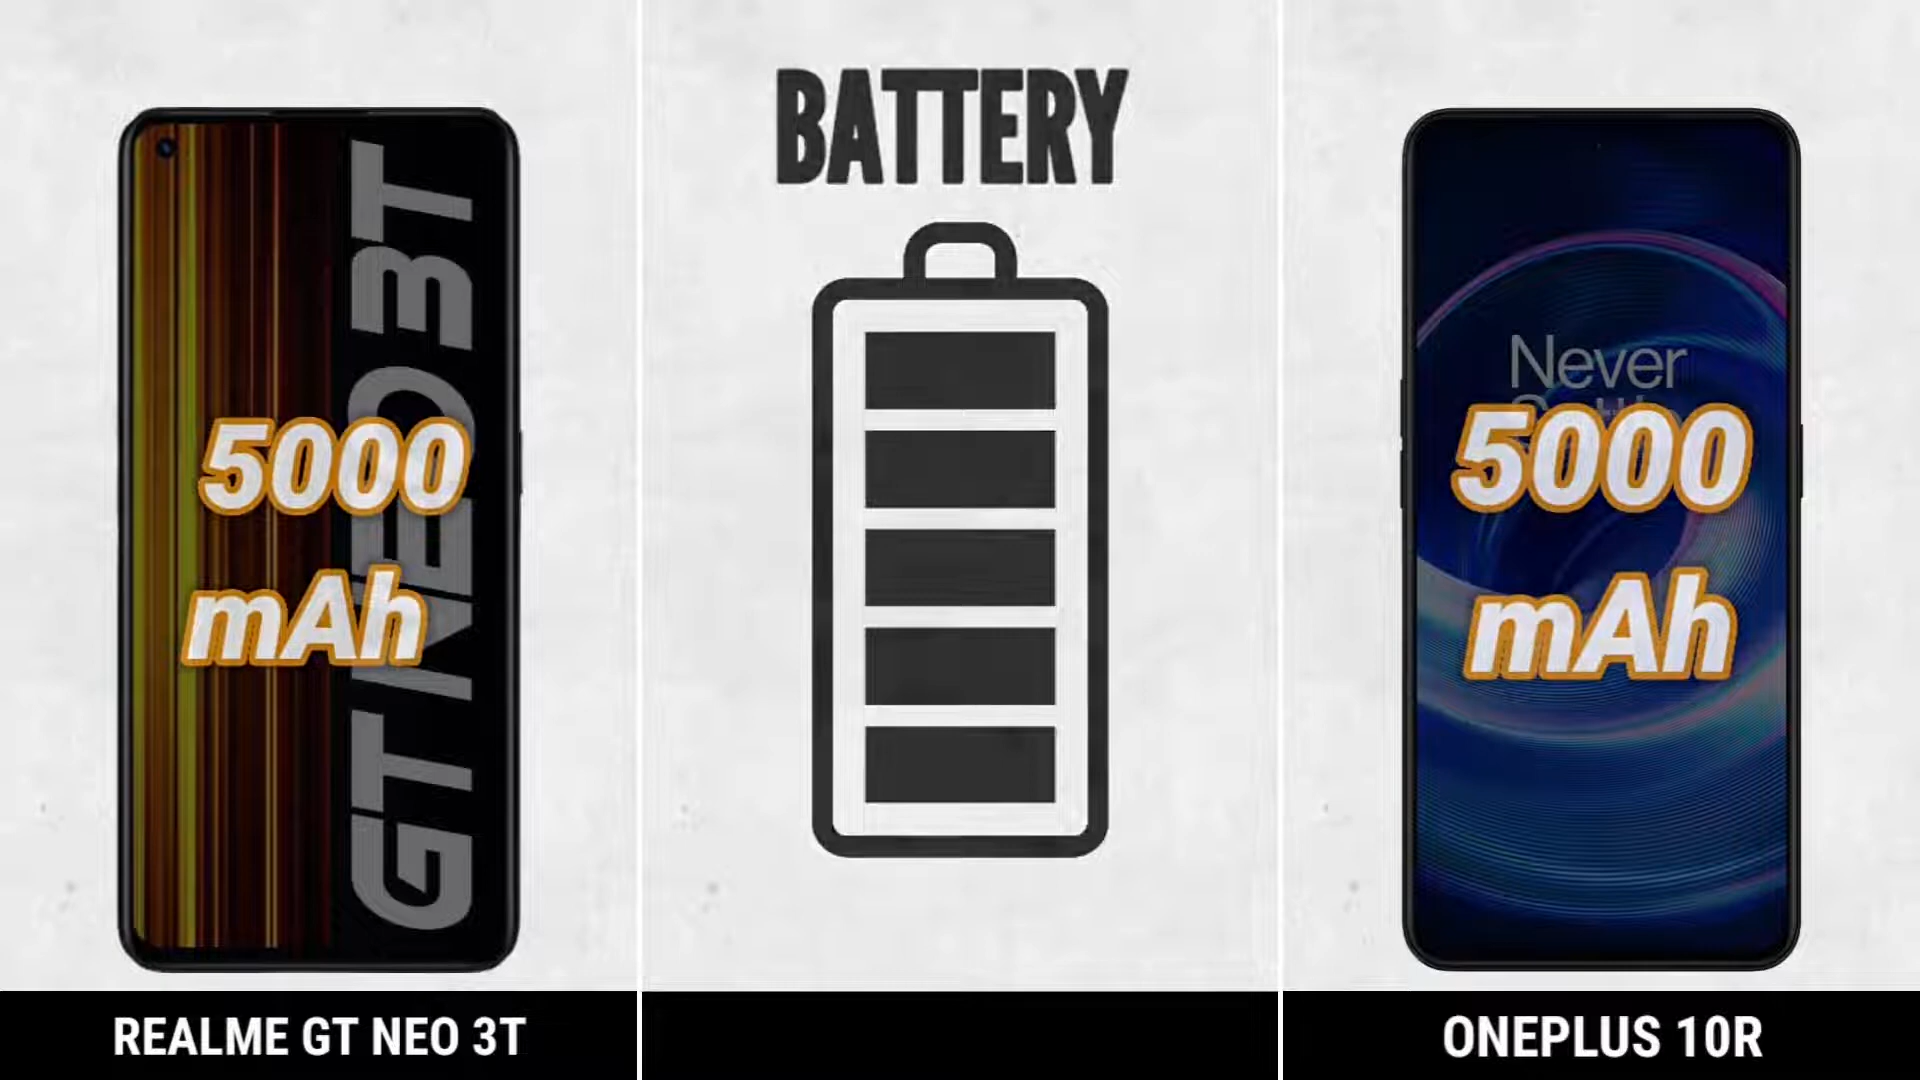 BATTERY
GT NEO 3T
5000
mAh
Never
5000
mAh
REALME GT NEO 3T
ONEPLUS 10R